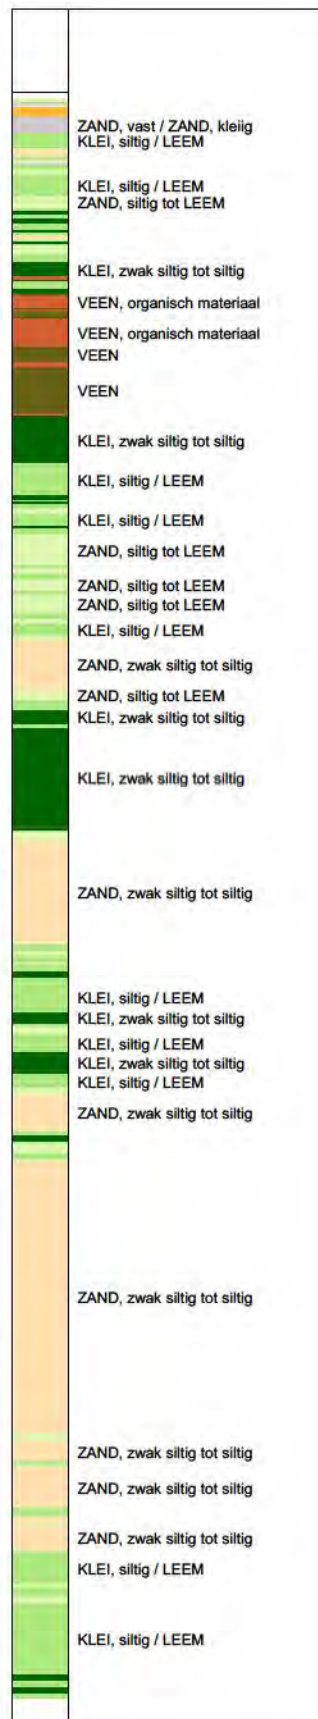 ZAND, vast / ZAND, kleiig
KLEI, siltig / LEEM
KLEI, siltig / LEEM
ZAND, siltig tot LEEM
KLEI, zwak siltig tot siltig
VEEN, organisch materiaal
VEEN, organisch materiaal
VEEN
VEEN
KLEI, zwak siltig tot siltig
KLEI, siltig / LEEM
KLEI, siltig / LEEM
ZAND, siltig tot LEEM
ZAND, siltig tot LEEM
ZAND, siltig tot LEEM
KLEI, siltig / LEEM
ZAND, zwak siltig tot siltig
ZAND, siltig tot LEEM
KLEI, zwak siltig tot siltig
KLEI, zwak siltig tot siltig
ZAND, zwak siltig tot siltig
KLEI, siltig / LEEM
KLEI, zwak siltig tot siltig
KLEI, siltig / LEEM
KLEI, zwak siltig tot siltig
KLEI, siltig / LEEM
ZAND, zwak siltig tot siltig
ZAND, zwak siltig tot siltig
ZAND, zwak siltig tot siltig
ZAND, zwak siltig tot siltig
ZAND, zwak siltig tot siltig
KLEI, siltig / LEEM
KLEI, siltig / LEEM